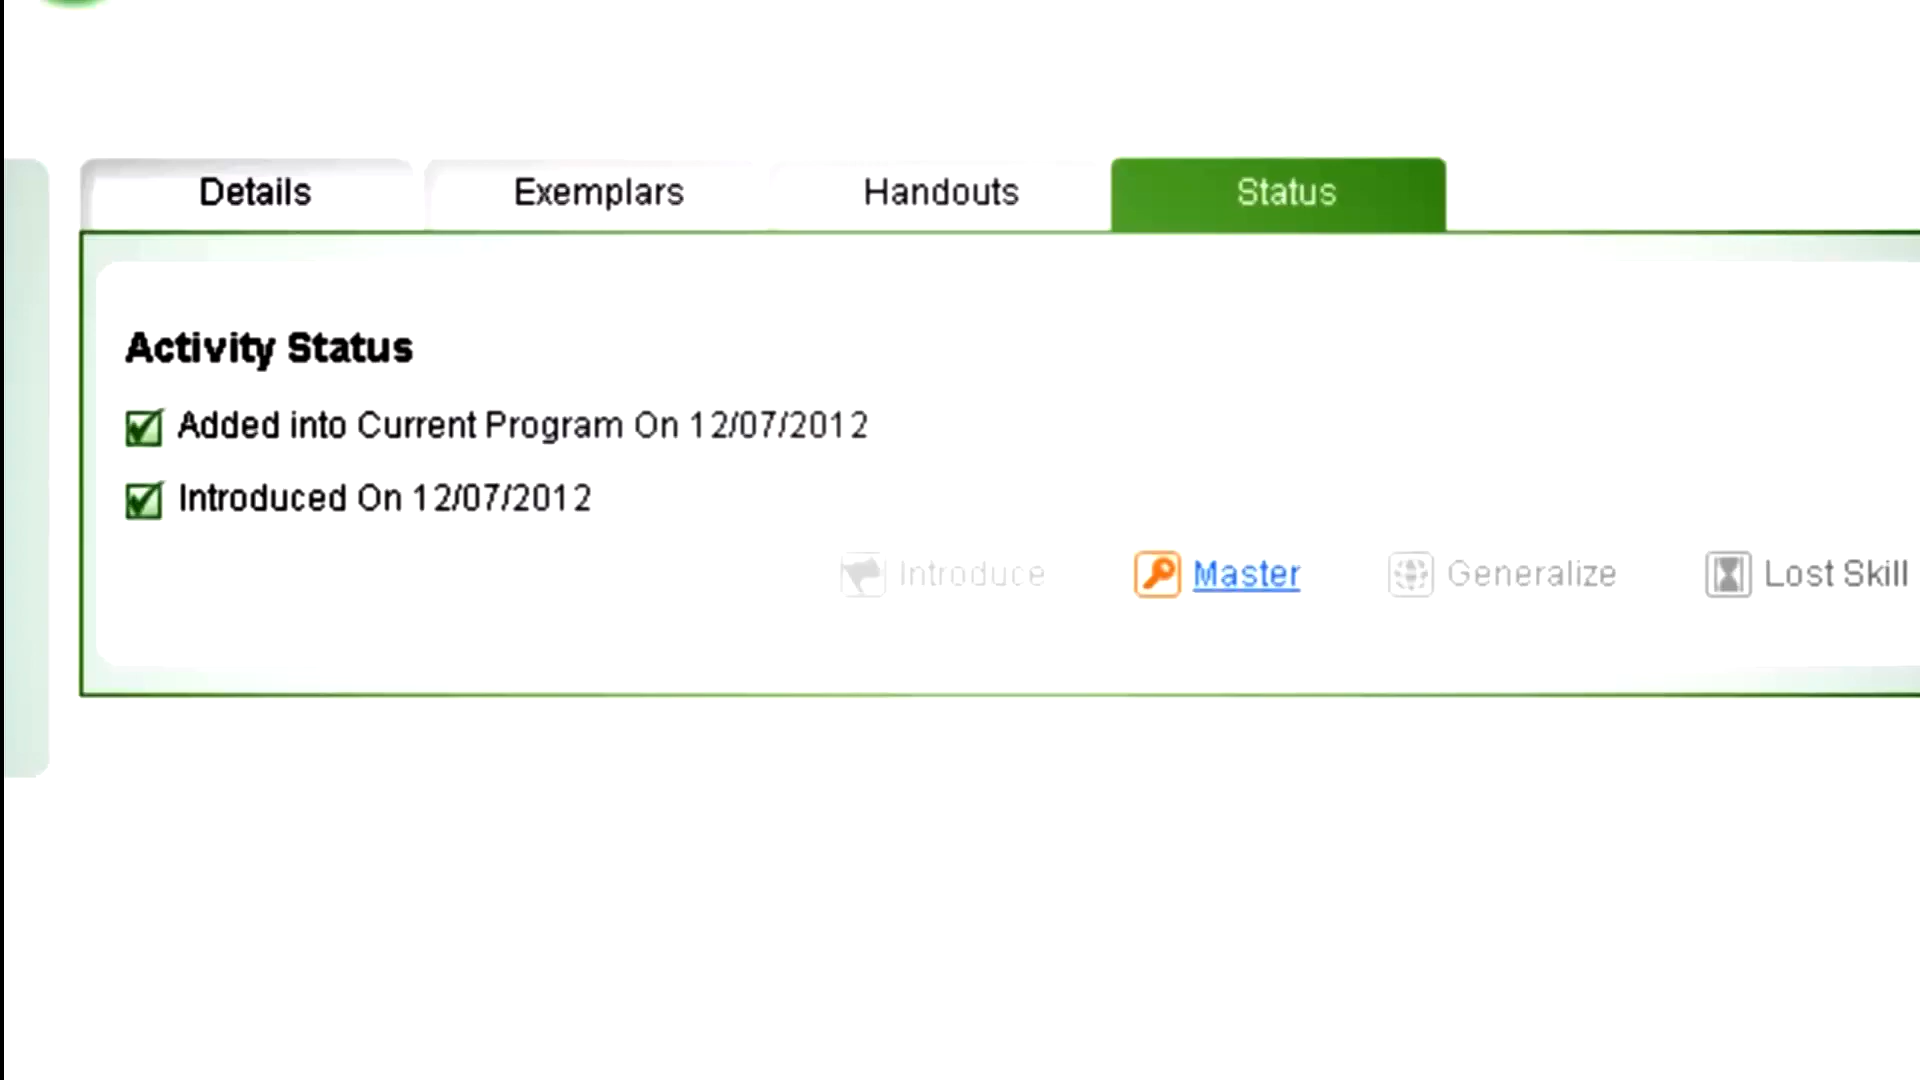 Details Exemplars Handouts Status
Activity Status
Added into Current Program On 12/07/2012
Introduced On 12/07/2012
Introduce Master Generalize Lost Skill